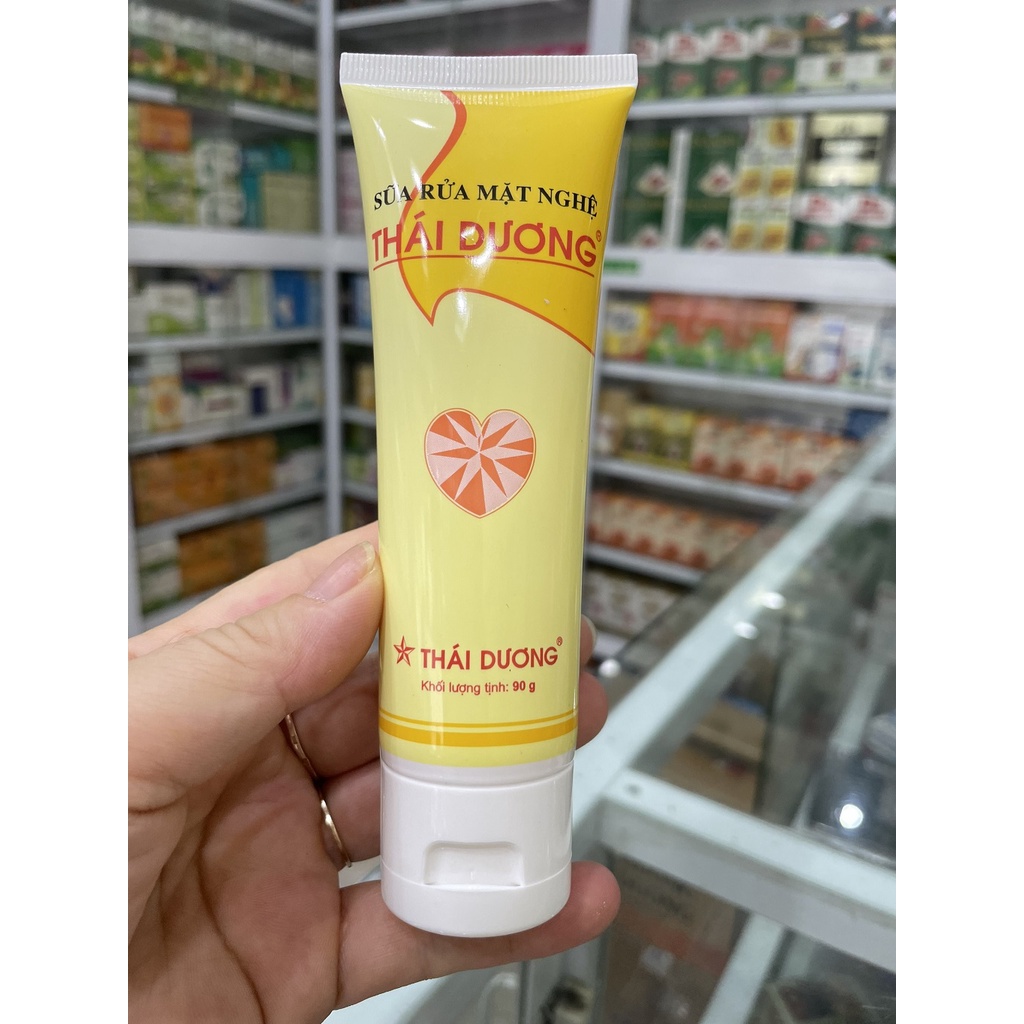 SỮA RỬA MẶT NGHỆ
THÁI DƯƠNG®
THÁI DƯƠNG®
Khối lượng tịnh: 90 g